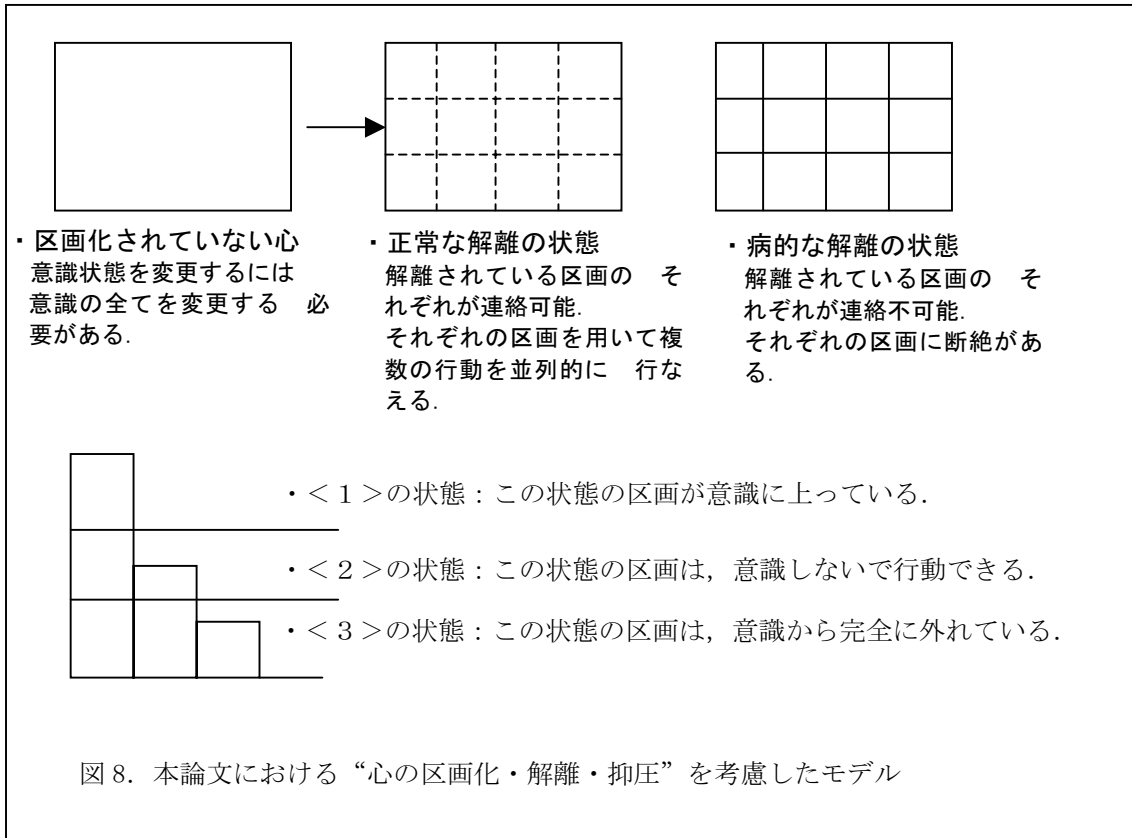 ・区画化されていない心
意識状態を変更するには
意識の全てを変更する　必
要がある.
・正常な解離の状態
解離されている区画の　そ
れぞれが連絡可能.
それぞれの区画を用いて複
数の行動を並列的に　行な
える.
・病的な解離の状態
解離されている区画の　そ
れぞれが連絡不可能.
それぞれの区画に断絶があ
る.
・＜１＞の状態：この状態の区画が意識に上っている.
・＜２＞の状態：この状態の区画は，意識しないで行動できる.
・＜３＞の状態：この状態の区画は，意識から完全に外れている.
図 8．本論文における“心の区画化・解離・抑圧”を考慮したモデル